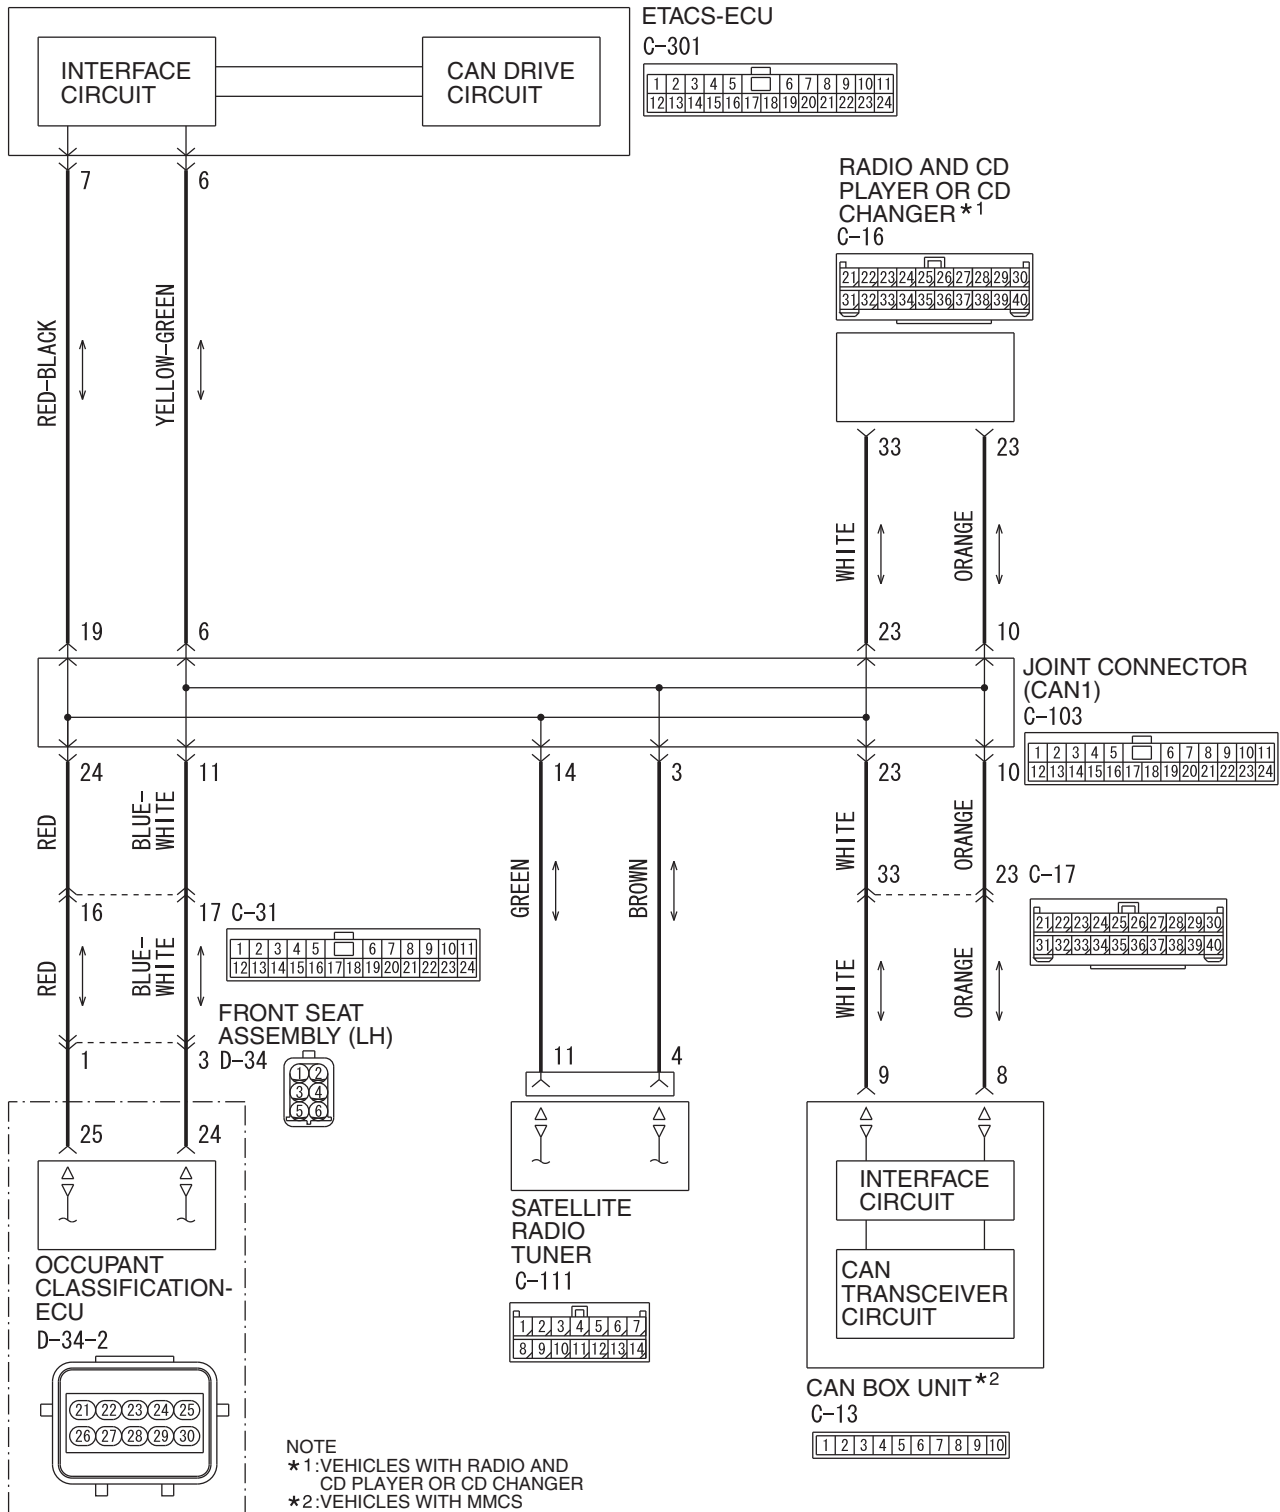 ETACS-ECU
C-301
INTERFACE
CIRCUIT
CAN DRIVE
CIRCUIT
1 2 3 4 5 6 7 8 9 10 11
12 13 14 15 16 17 18 19 20 21 22 23 24
7 6
RADIO AND CD
PLAYER OR CD
CHANGER *1
C-16
21 22 23 24 25 26 27 28 29 30
31 32 33 34 35 36 37 38 39 40
RED-BLACK
YELLOW-GREEN
33 23
WHITE
ORANGE
19 6 23 10
JOINT CONNECTOR
(CAN1)
C-103
1 2 3 4 5 6 7 8 9 10 11
12 13 14 15 16 17 18 19 20 21 22 23 24
24 11 14 3 23 10
RED
BLUE-
WHITE
GREEN
BROWN
WHITE
ORANGE
33 23 C-17
21 22 23 24 25 26 27 28 29 30
31 32 33 34 35 36 37 38 39 40
16 17 C-31
1 2 3 4 5 6 7 8 9 10 11
12 13 14 15 16 17 18 19 20 21 22 23 24
RED
BLUE-
WHITE
WHITE
ORANGE
FRONT SEAT
ASSEMBLY (LH)
1 3 D-34
1 2
3 4
5 6
11 4
9 8
25 24
INTERFACE
CIRCUIT
CAN
TRANSCEIVER
CIRCUIT
OCCUPANT
CLASSIFICATION-
ECU
D-34-2
21 22 23 24 25
26 27 28 29 30
SATELLITE
RADIO
TUNER
C-111
1 2 3 4 5 6 7
8 9 10 11 12 13 14
CAN BOX UNIT *2
C-13
1 2 3 4 5 6 7 8 9 10
NOTE
*1:VEHICLES WITH RADIO AND
CD PLAYER OR CD CHANGER
*2:VEHICLES WITH MMCS